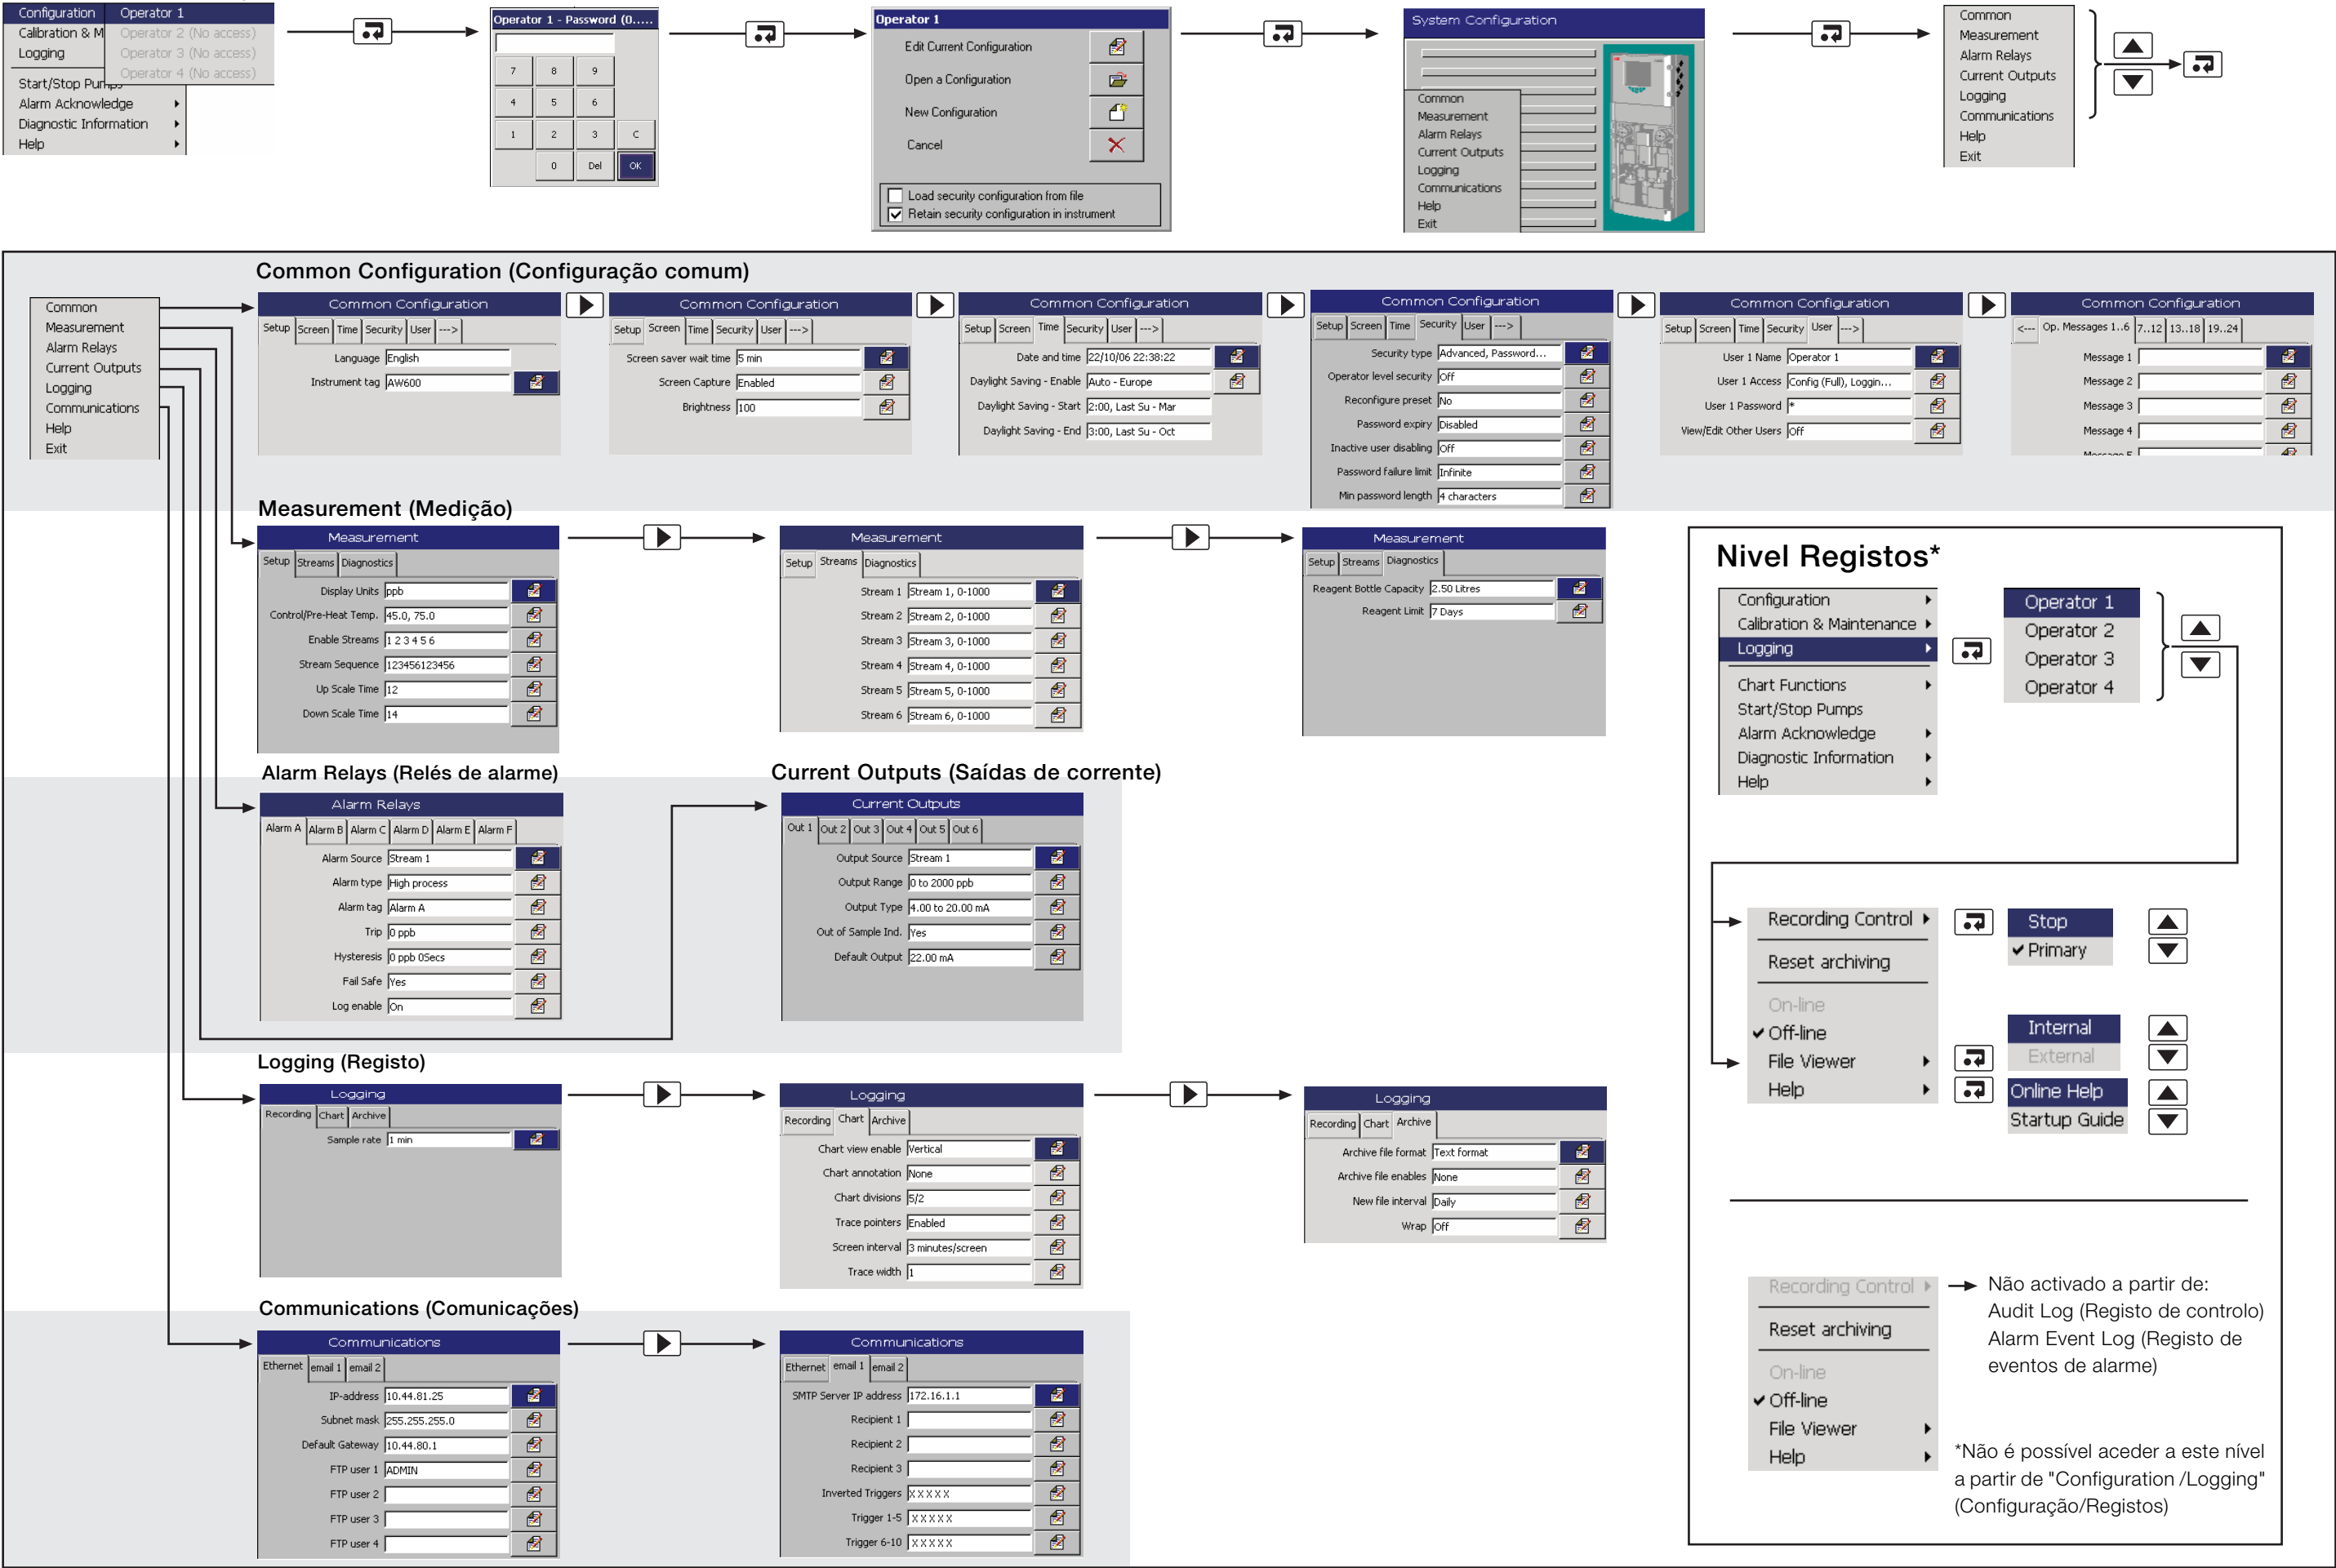 Configuration
Calibration & M
Logging
Start/Stop Pumps
Alarm Acknowledge
Diagnostic Information
Help
Operator 1
Operator 2 (No access)
Operator 3 (No access)
Operator 4 (No access)
Operator 1 - Password (0.....
7 8 9
4 5 6
1 2 3 C
0 Del OK
Operator 1
Edit Current Configuration
Open a Configuration
New Configuration
Cancel
Load security configuration from file
Retain security configuration in instrument
System Configuration
Common
Measurement
Alarm Relays
Current Outputs
Logging
Communications
Help
Exit
Common
Measurement
Alarm Relays
Current Outputs
Logging
Communications
Help
Exit
Common Configuration (Configuração comum)
Common
Measurement
Alarm Relays
Current Outputs
Logging
Communications
Help
Exit
Common Configuration
Setup Screen Time Security User --->
Language English
Instrument tag AW600
Common Configuration
Setup Screen Time Security User --->
Screen saver wait time 5 min
Screen Capture Enabled
Brightness 100
Common Configuration
Setup Screen Time Security User --->
Date and time 22/10/06 22:38:22
Daylight Saving - Enable Auto - Europe
Daylight Saving - Start 2:00, Last Su - Mar
Daylight Saving - End 3:00, Last Su - Oct
Common Configuration
Setup Screen Time Security User --->
Security type Advanced, Password...
Operator level security Off
Reconfigure preset No
Password expiry Disabled
Inactive user disabling Off
Password failure limit Infinite
Min password length 4 characters
Common Configuration
Setup Screen Time Security User --->
User 1 Name Operator 1
User 1 Access Config (Full), Loggin...
User 1 Password *
View/Edit Other Users Off
Common Configuration
<--- Op. Messages 1..6 7..12 13..18 19..24
Message 1
Message 2
Message 3
Message 4
Message 5
Measurement (Medição)
Measurement
Setup Streams Diagnostics
Display Units ppb
Control/Pre-Heat Temp. 45.0, 75.0
Enable Streams 1 2 3 4 5 6
Stream Sequence 123456123456
Up Scale Time 12
Down Scale Time 14
Measurement
Setup Streams Diagnostics
Stream 1 Stream 1, 0-1000
Stream 2 Stream 2, 0-1000
Stream 3 Stream 3, 0-1000
Stream 4 Stream 4, 0-1000
Stream 5 Stream 5, 0-1000
Stream 6 Stream 6, 0-1000
Measurement
Setup Streams Diagnostics
Reagent Bottle Capacity 2.50 Litres
Reagent Limit 7 Days
Alarm Relays (Relés de alarme)
Alarm Relays
Alarm A Alarm B Alarm C Alarm D Alarm E Alarm F
Alarm Source Stream 1
Alarm type High process
Alarm tag Alarm A
Trip 0 ppb
Hysteresis 0 ppb 0Secs
Fail Safe Yes
Log enable On
Current Outputs (Saídas de corrente)
Current Outputs
Out 1 Out 2 Out 3 Out 4 Out 5 Out 6
Output Source Stream 1
Output Range 0 to 2000 ppb
Output Type 4.00 to 20.00 mA
Out of Sample Ind. Yes
Default Output 22.00 mA
Logging (Registo)
Logging
Recording Chart Archive
Sample rate 1 min
Logging
Recording Chart Archive
Chart view enable Vertical
Chart annotation None
Chart divisions 5/2
Trace pointers Enabled
Screen interval 3 minutes/screen
Trace width 1
Logging
Recording Chart Archive
Archive file format Text format
Archive file enables None
New file interval Daily
Wrap Off
Communications (Comunicações)
Communications
Ethernet email 1 email 2
IP-address 10.44.81.25
Subnet mask 255.255.255.0
Default Gateway 10.44.80.1
FTP user 1 ADMIN
FTP user 2
FTP user 3
FTP user 4
Communications
Ethernet email 1 email 2
SMTP Server IP address 172.16.1.1
Recipient 1
Recipient 2
Recipient 3
Inverted Triggers X X X X X
Trigger 1-5 X X X X X
Trigger 6-10 X X X X X
Nivel Registos*
Configuration
Calibration & Maintenance
Logging
Chart Functions
Start/Stop Pumps
Alarm Acknowledge
Diagnostic Information
Help
Operator 1
Operator 2
Operator 3
Operator 4
Recording Control
Reset archiving
On-line
Off-line
File Viewer
Help
Stop
Primary
Internal
External
Online Help
Startup Guide
Recording Control
Reset archiving
On-line
Off-line
File Viewer
Help
Não activado a partir de:
Audit Log (Registo de controlo)
Alarm Event Log (Registo de
eventos de alarme)
*Não é possível aceder a este nível
a partir de "Configuration /Logging"
(Configuração/Registos)